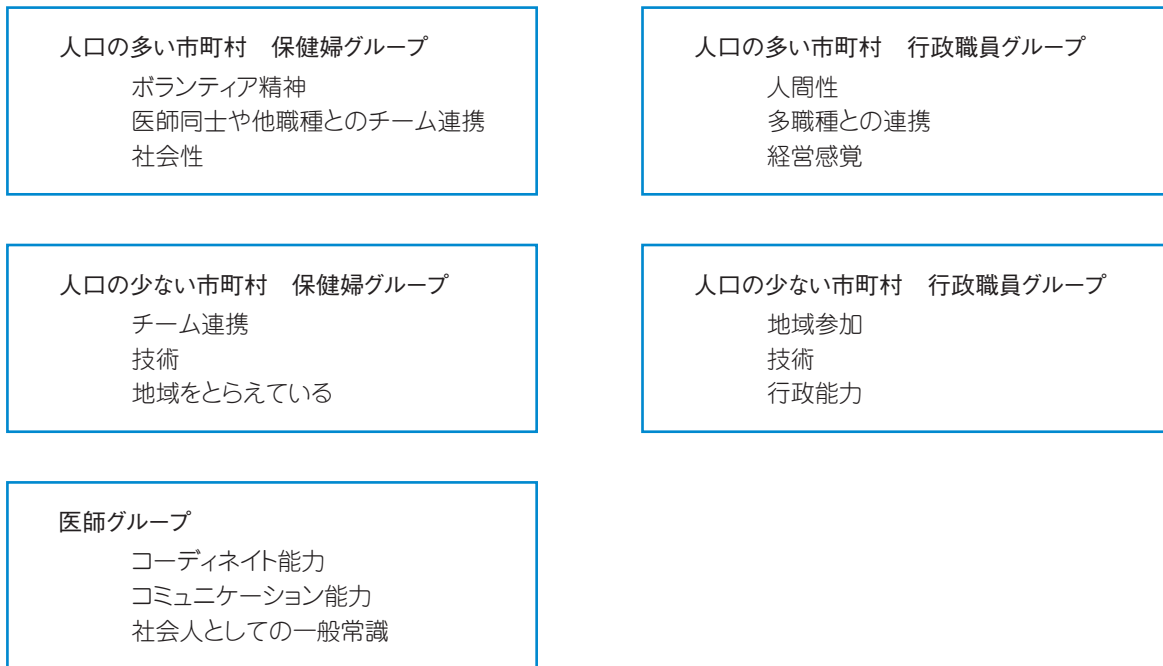 人口の多い市町村　保健婦グループ
ボランティア精神
医師同士や他職種とのチーム連携
社会性
人口の多い市町村　行政職員グループ
人間性
多職種との連携
経営感覚
人口の少ない市町村　保健婦グループ
チーム連携
技術
地域をとらえている
人口の少ない市町村　行政職員グループ
地域参加
技術
行政能力
医師グループ
コーディネイト能力
コミュニケーション能力
社会人としての一般常識